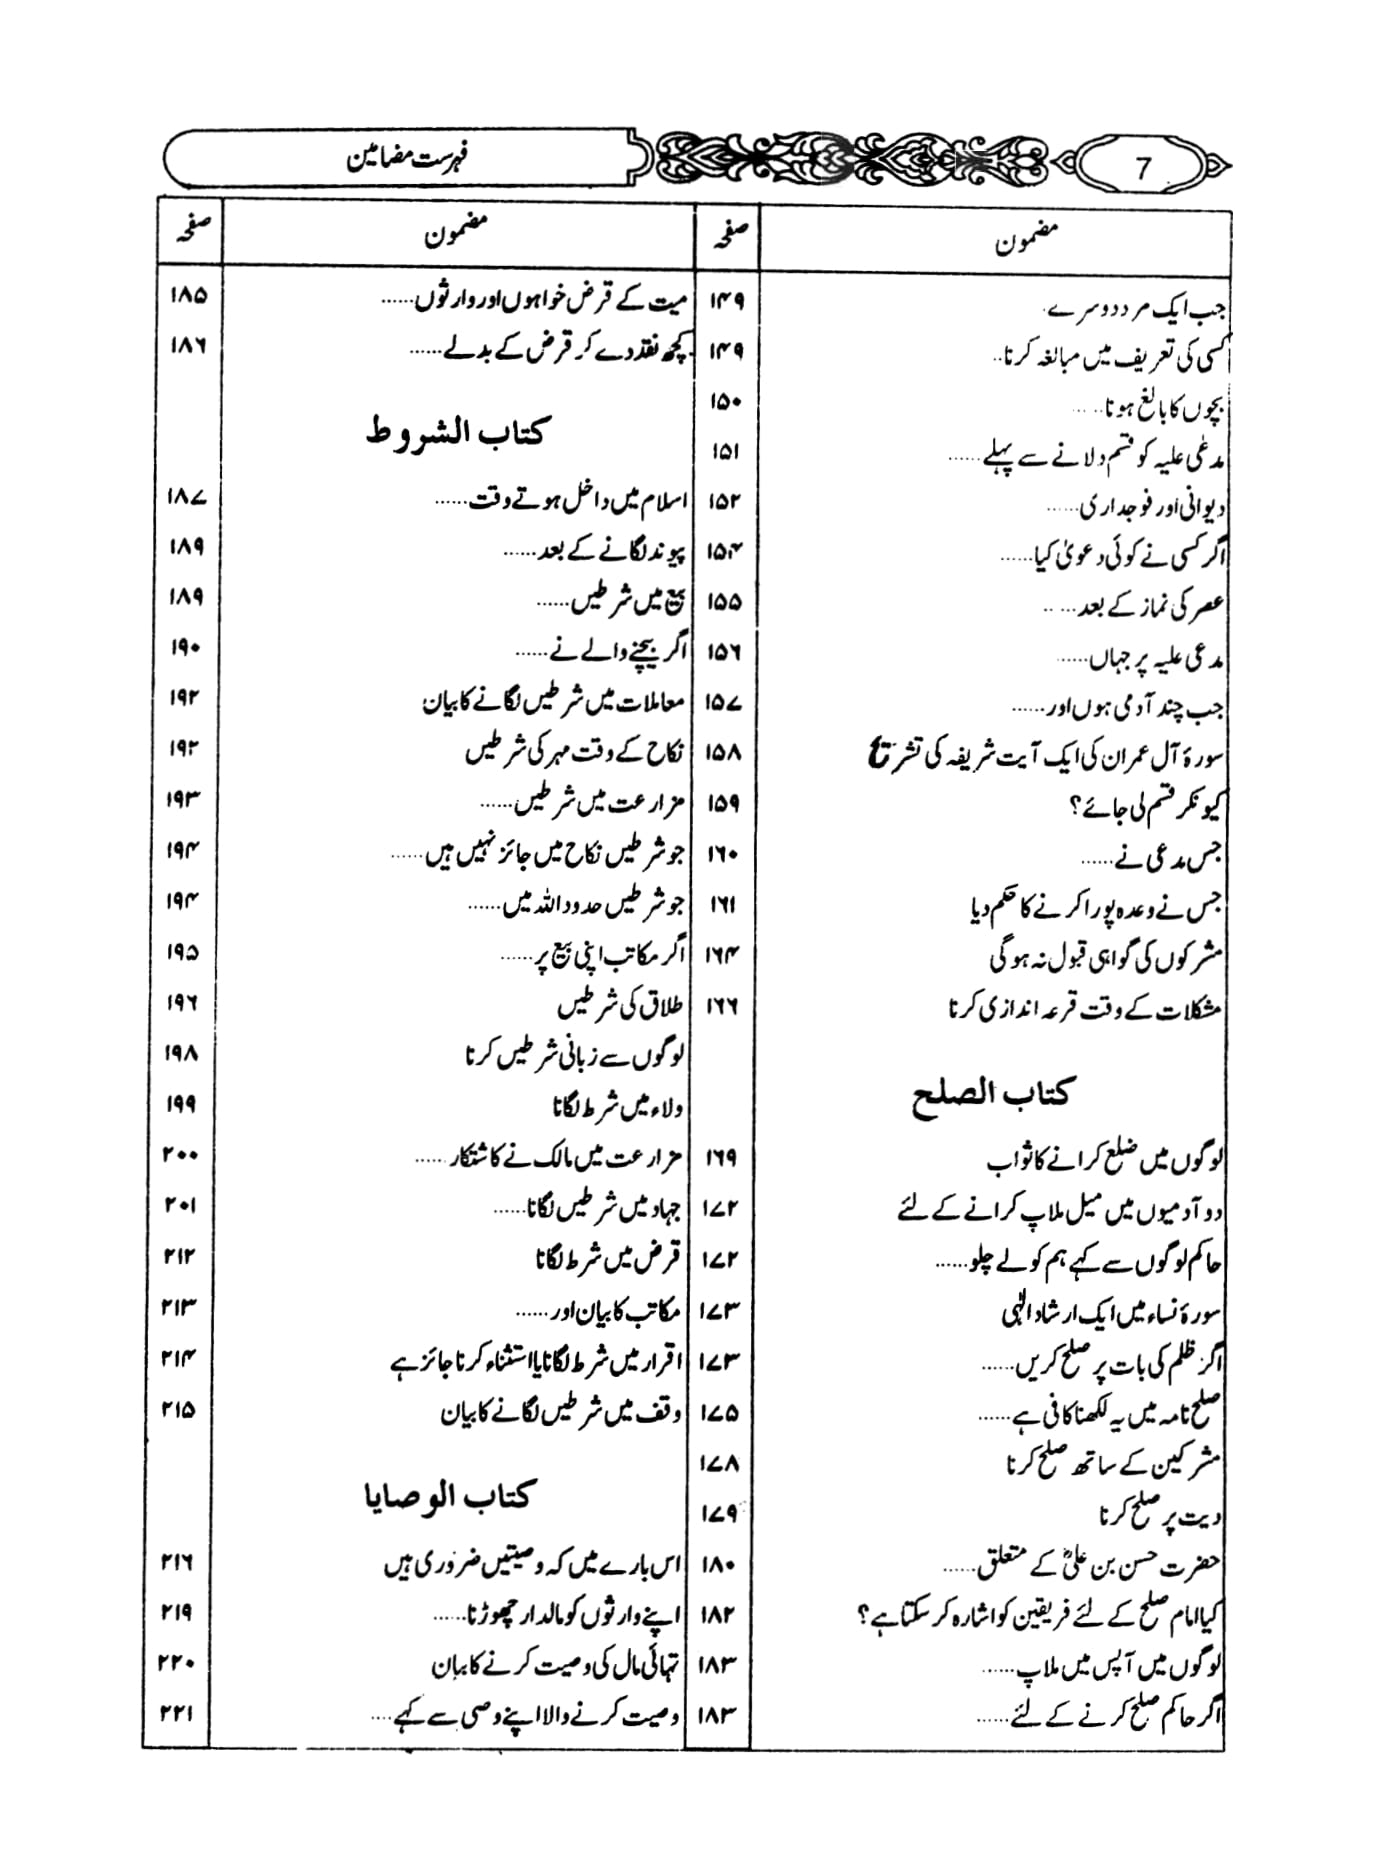 7
فہرست مضامین
مضمون صفحہ
جب ایک مرد دوسرے. ۱۴۹
کسی کی تعریف میں مبالغہ کرنا.. ۱۴۹
بچوں کا بالغ ہونا..... ۱۵۰
مدعیٰ علیہ کو قسم دلانے سے پہلے...... ۱۵۱
دیوانی اور فوجداری...... ۱۵۲
اگر کسی نے کوئی دعویٰ کیا...... ۱۵۴
عصر کی نماز کے بعد..... ۱۵۵
مدعی علیہ پر جہاں...... ۱۵۶
جب چند آدمی ہوں اور...... ۱۵۷
سورۂ آل عمران کی ایک آیت شریفہ کی تشریح ۱۵۸
کیونکر قسم لی جائے؟ ۱۵۹
جس مدعی نے...... ۱۶۰
جس نے وعدہ پورا کرنے کا حکم دیا ۱۶۱
مشرکوں کی گواہی قبول نہ ہوگی ۱۶۴
مشکلات کے وقت قرعہ اندازی کرنا ۱۶۶
کتاب الصلح
لوگوں میں صلح کرانے کا ثواب ۱۶۹
دو آدمیوں میں میل ملاپ کرانے کے لئے ۱۷۲
حاکم لوگوں سے کہے ہم کو لے چلو...... ۱۷۲
سورۂ نساء میں ایک ارشاد الٰہی ۱۷۳
اگر ظلم کی بات پر صلح کریں...... ۱۷۳
صلح نامہ میں یہ لکھنا کافی ہے...... ۱۷۵
مشرکین کے ساتھ صلح کرنا ۱۷۸
دیت پر صلح کرنا ۱۷۹
حضرت حسن بن علیؓ کے متعلق...... ۱۸۰
کیا امام صلح کے لئے فریقین کو اشارہ کر سکتا ہے؟ ۱۸۲
لوگوں میں آپس میں ملاپ...... ۱۸۳
اگر حاکم صلح کرنے کے لئے...... ۱۸۳
مضمون صفحہ
میت کے قرض خواہوں اور وارثوں...... ۱۸۵
کچھ نقد دے کر قرض کے بدلے...... ۱۸۶
کتاب الشروط
اسلام میں داخل ہوتے وقت...... ۱۸۷
پیوند لگانے کے بعد...... ۱۸۹
بیع میں شرطیں...... ۱۸۹
اگر بیچنے والے نے...... ۱۹۰
معاملات میں شرطیں لگانے کا بیان ۱۹۲
نکاح کے وقت مہر کی شرطیں ۱۹۲
مزارعت میں شرطیں...... ۱۹۳
جو شرطیں نکاح میں جائز نہیں ہیں...... ۱۹۴
جو شرطیں حدود اللہ میں...... ۱۹۴
اگر مکاتب اپنی بیع پر...... ۱۹۵
طلاق کی شرطیں ۱۹۶
لوگوں سے زبانی شرطیں کرنا ۱۹۸
ولاء میں شرط لگانا ۱۹۹
مزارعت میں مالک نے کاشتکار...... ۲۰۰
جہاد میں شرطیں لگانا...... ۲۰۱
قرض میں شرط لگانا ۲۱۲
مکاتب کا بیان اور...... ۲۱۳
اقرار میں شرط لگانا یا استثناء کرنا جائز ہے ۲۱۴
وقف میں شرطیں لگانے کا بیان ۲۱۵
کتاب الوصایا
اس بارے میں کہ وصیتیں ضروری ہیں ۲۱۶
اپنے وارثوں کو مالدار چھوڑنا...... ۲۱۹
تہائی مال کی وصیت کرنے کا بیان ۲۲۰
وصیت کرنے والا اپنے وصی سے کہے.... ۲۲۱